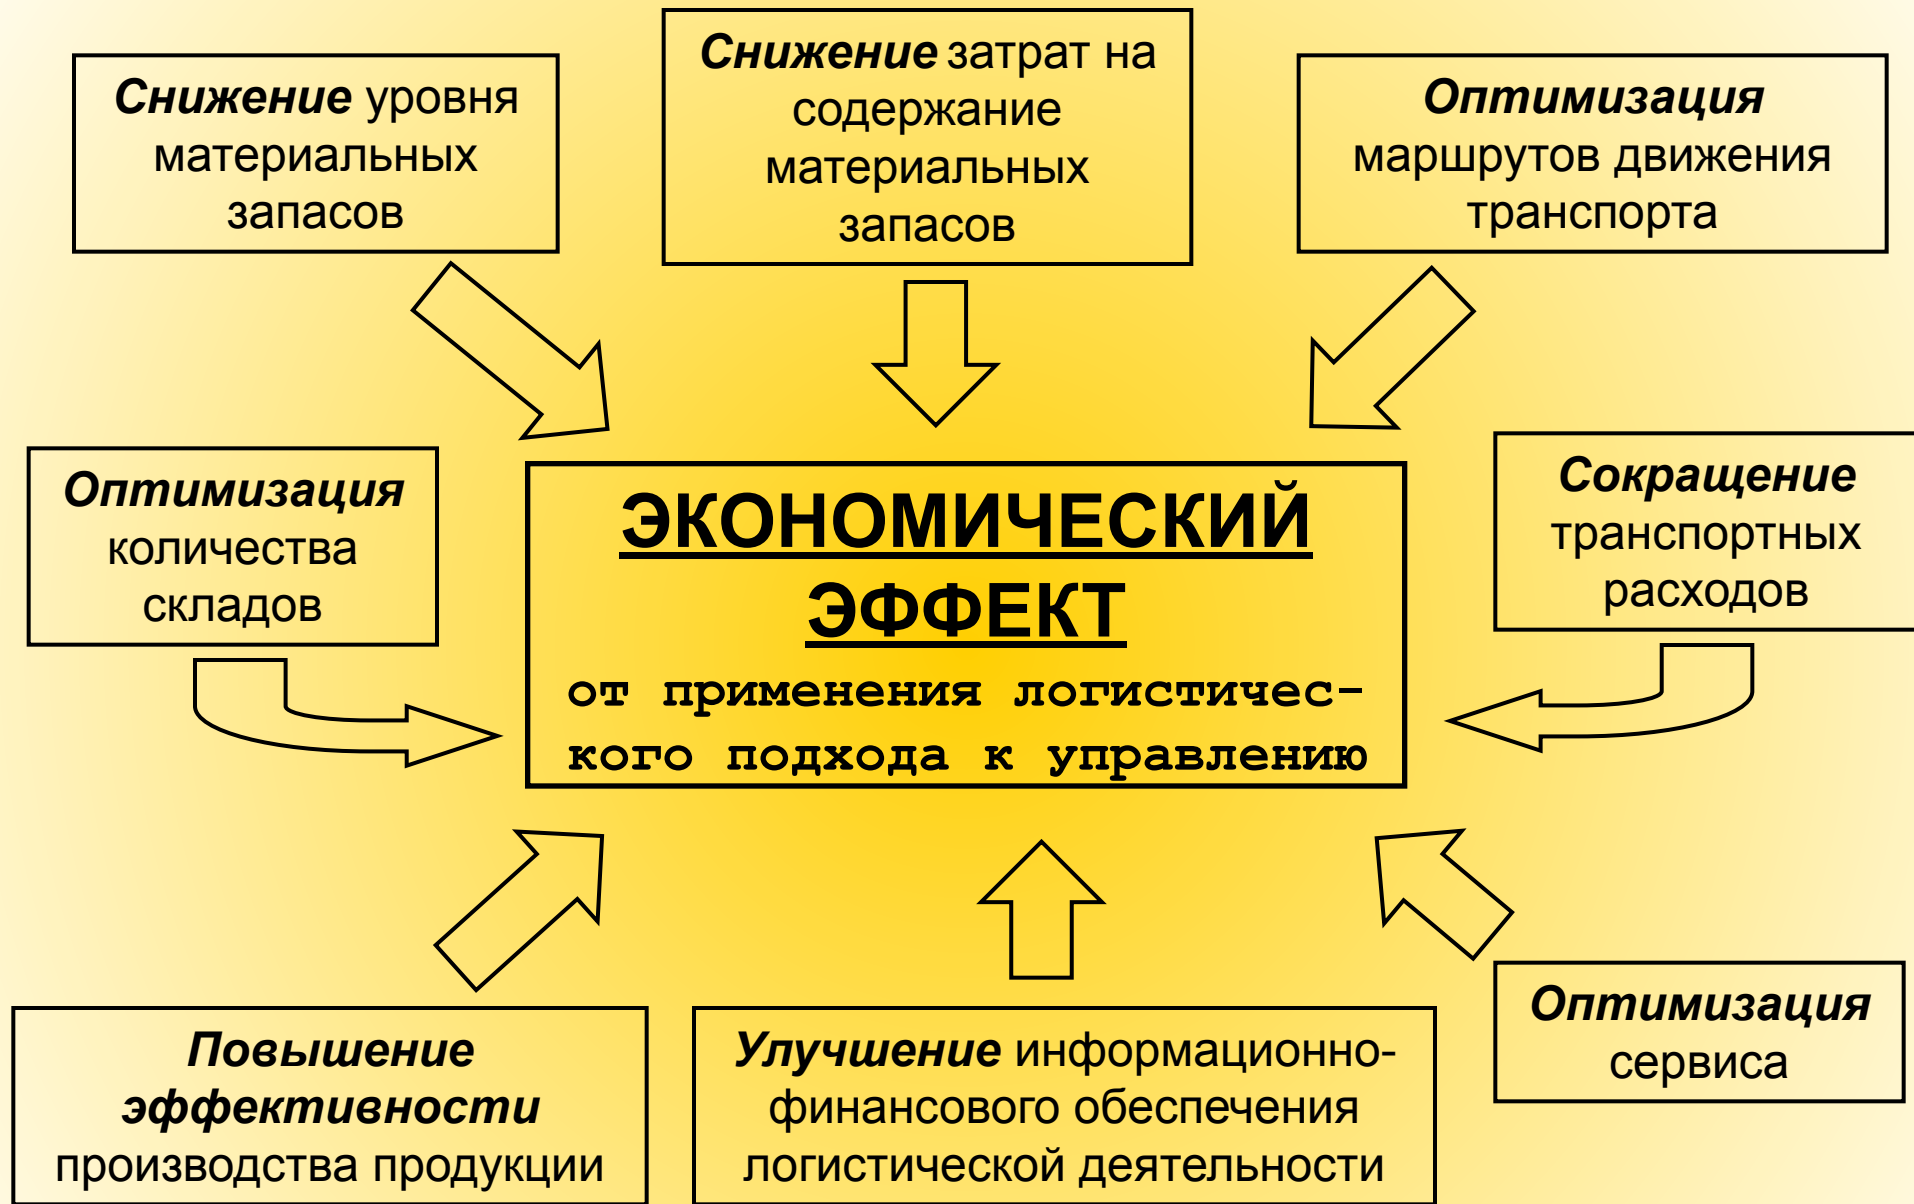 Снижение уровня
материальных
запасов
Снижение затрат на
содержание
материальных
запасов
Оптимизация
маршрутов движения
транспорта
Оптимизация
количества
складов
ЭКОНОМИЧЕСКИЙ
ЭФФЕКТ
от применения логистичес-
кого подхода к управлению
Сокращение
транспортных
расходов
Повышение
эффективности
производства продукции
Улучшение информационно-
финансового обеспечения
логистической деятельности
Оптимизация
сервиса